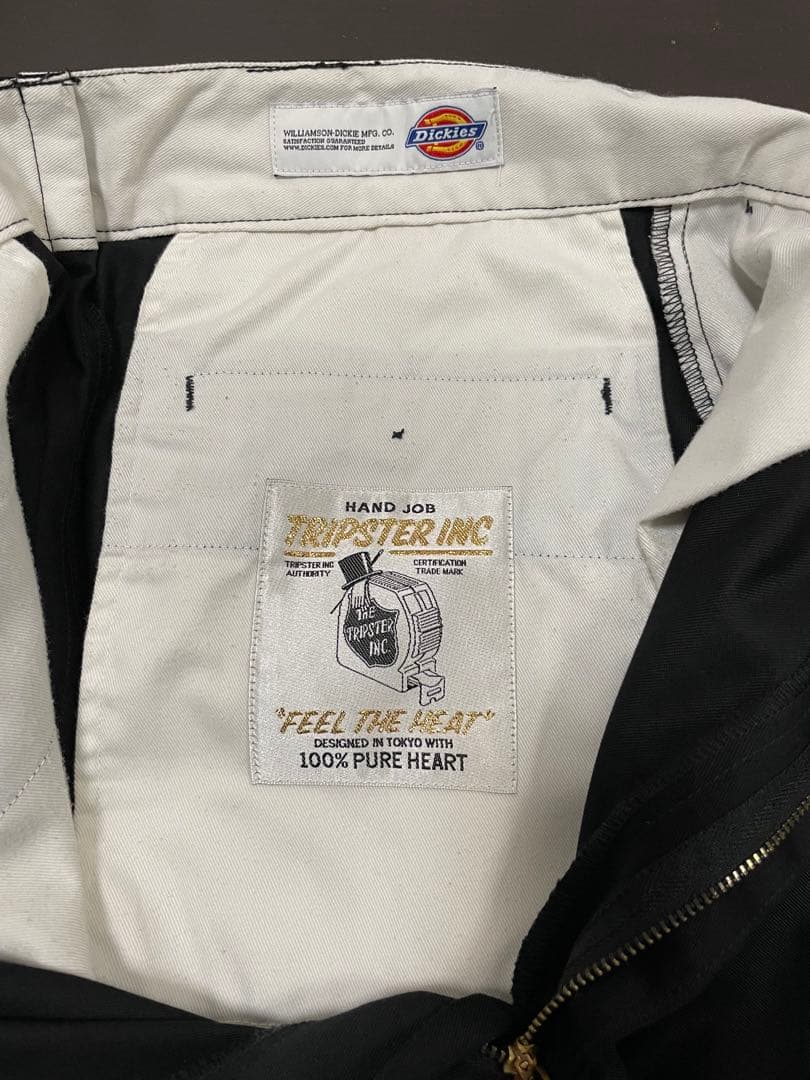 WILLIAMSON-DICKIE MFG. CO.
SATISFACTION GUARANTEED
WWW.DICKIES.COM FOR MORE DETAILS
Dickies
®
HAND JOB
TRIPSTER INC
TRIPSTER INC
AUTHORITY
CERTIFICATION
TRADE MARK
THE
TRIPSTER
INC.
"FEEL THE HEAT"
DESIGNED IN TOKYO WITH
100% PURE HEART